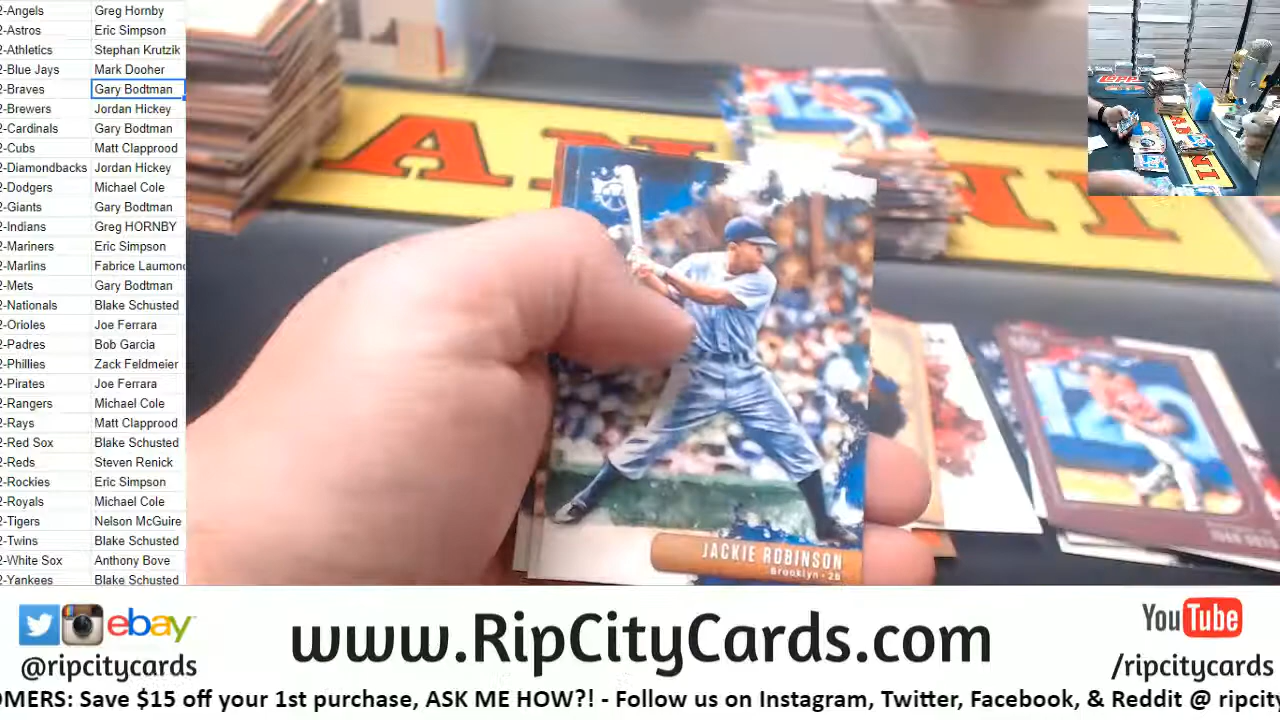 2-Angels Greg Hornby
2-Astros Eric Simpson
2-Athletics Stephan Krutzik
2-Blue Jays Mark Dooher
2-Braves Gary Bodtman
2-Brewers Jordan Hickey
2-Cardinals Gary Bodtman
2-Cubs Matt Clapprood
2-Diamondbacks Jordan Hickey
2-Dodgers Michael Cole
2-Giants Gary Bodtman
2-Indians Greg HORNBY
2-Mariners Eric Simpson
2-Marlins Fabrice Laumond
2-Mets Gary Bodtman
2-Nationals Blake Schusted
2-Orioles Joe Ferrara
2-Padres Bob Garcia
2-Phillies Zack Feldmeier
2-Pirates Joe Ferrara
2-Rangers Michael Cole
2-Rays Matt Clapprood
2-Red Sox Blake Schusted
2-Reds Steven Renick
2-Rockies Eric Simpson
2-Royals Michael Cole
2-Tigers Nelson McGuire
2-Twins Blake Schusted
2-White Sox Anthony Bove
2-Yankees Blake Schusted
JACKIE ROBINSON
Brooklyn • 2B
JUAN SOTO
ebay
@ripcitycards
www.RipCityCards.com
YouTube
/ripcitycards
OMERS: Save $15 off your 1st purchase, ASK ME HOW?! - Follow us on Instagram, Twitter, Facebook, & Reddit @ ripcity